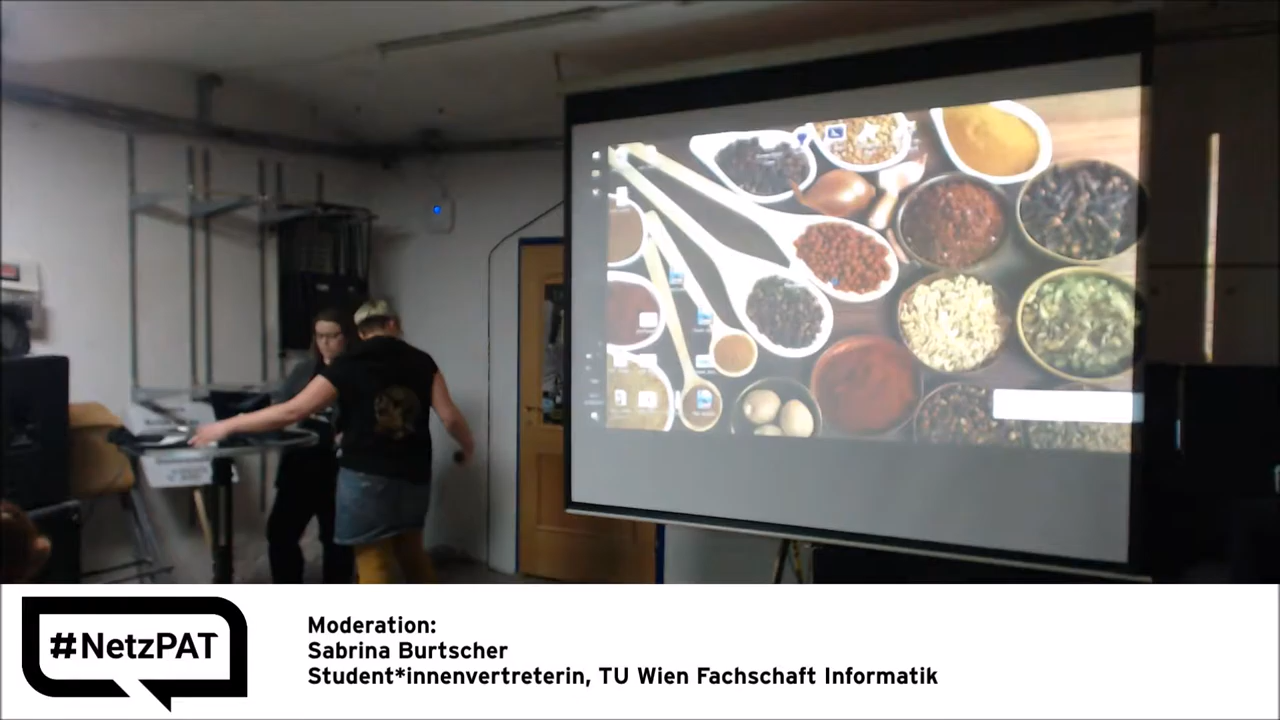 #NetzPAT
Moderation:
Sabrina Burtscher
Student*innenvertreterin, TU Wien Fachschaft Informatik